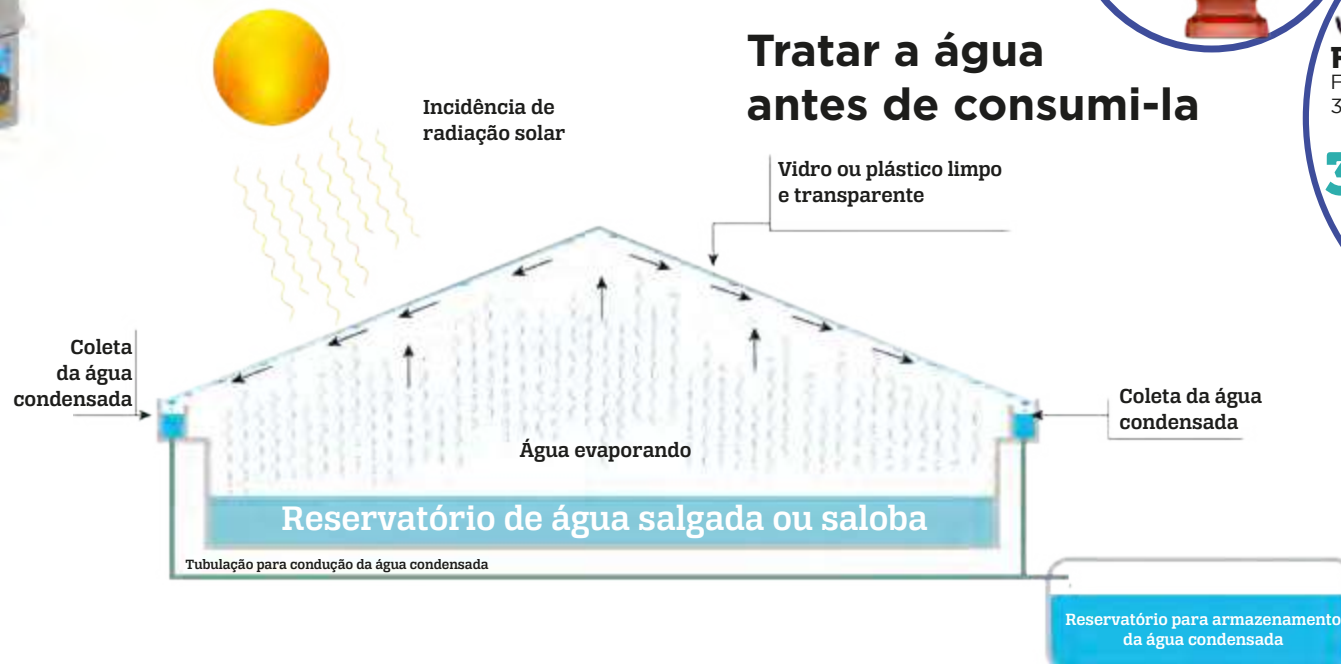 Tratar a água
antes de consumi-la
Incidência de
radiação solar
Vidro ou plástico limpo
e transparente
Coleta
da água
condensada
Coleta da água
condensada
Água evaporando
Reservatório de água salgada ou saloba
Tubulação para condução da água condensada
Reservatório para armazenamento
da água condensada